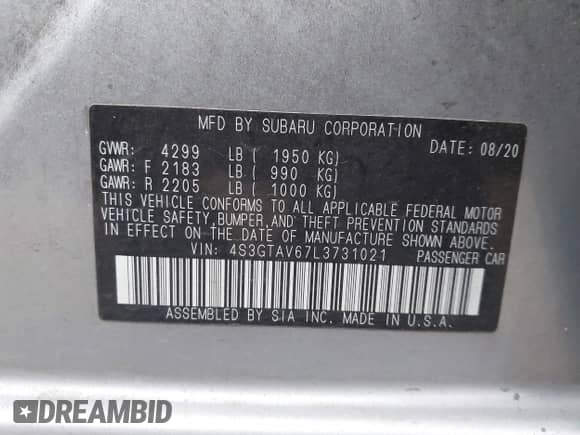 MFD BY SUBARU CORPORATION
DATE: 08/20
GVWR: 4299 LB ( 1950 KG)
GAWR: F 2183 LB ( 990 KG)
GAWR: R 2205 LB ( 1000 KG)
THIS VEHICLE CONFORMS TO ALL APPLICABLE FEDERAL MOTOR
VEHICLE SAFETY, BUMPER, AND THEFT PREVENTION STANDARDS
IN EFFECT ON THE DATE OF MANUFACTURE SHOWN ABOVE.
VIN: 4S3GTAV67L3731021 PASSENGER CAR
ASSEMBLED BY SIA INC. MADE IN U.S.A.
DREAMBID